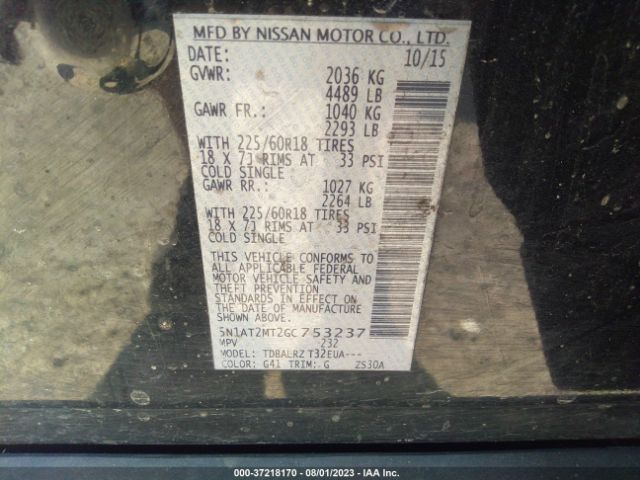 MFD BY NISSAN MOTOR CO., LTD.
DATE: 10/15
GVWR: 2036 KG
4489 LB
GAWR FR.: 1040 KG
2293 LB
WITH 225/60R18 TIRES
18 X 7J RIMS AT 33 PSI
COLD SINGLE
GAWR RR.: 1027 KG
2264 LB
WITH 225/60R18 TIRES
18 X 7J RIMS AT 33 PSI
COLD SINGLE
THIS VEHICLE CONFORMS TO
ALL APPLICABLE FEDERAL
MOTOR VEHICLE SAFETY AND
THEFT PREVENTION
STANDARDS IN EFFECT ON THE
DATE OF MANUFACTURE
SHOWN ABOVE.
5N1AT2MT2GC753237
MPV 232
MODEL: TDBALRZ T32EUA---
COLOR: G41 TRIM: G ZS30A
000-37218170 - 08/01/2023 - IAA Inc.